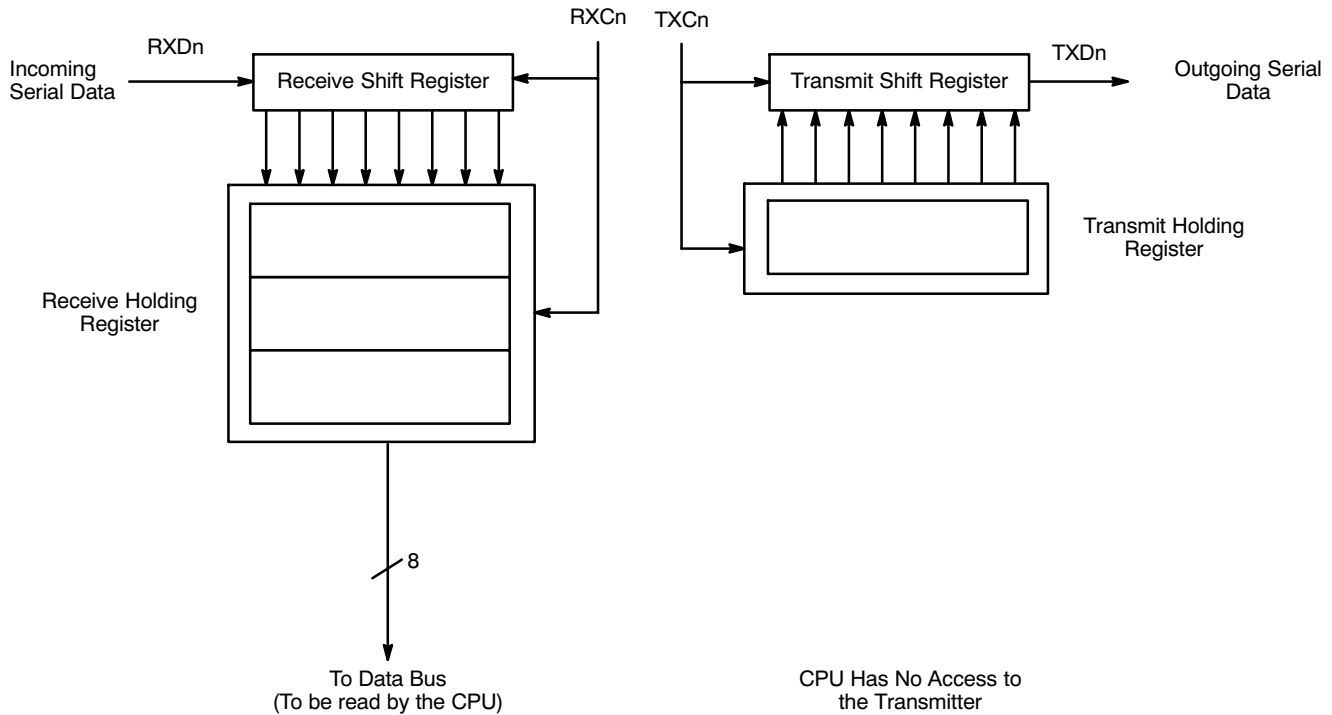 RXCn
TXCn
RXDn
Incoming
Serial Data
Receive Shift Register
Transmit Shift Register
TXDn
Outgoing Serial
Data
Receive Holding
Register
Transmit Holding
Register
8
To Data Bus
(To be read by the CPU)
CPU Has No Access to
the Transmitter